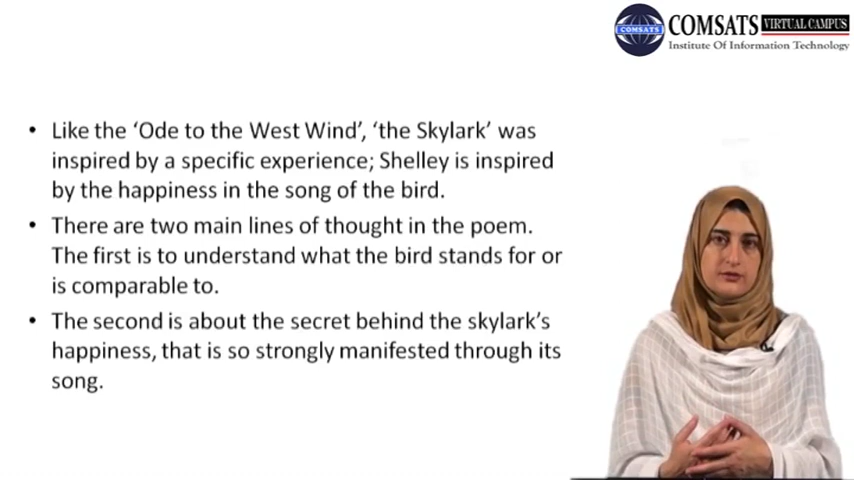 COMSATS VIRTUAL CAMPUS
COMSATS
Institute Of Information Technology
• Like the ‘Ode to the West Wind’, ‘the Skylark’ was
inspired by a specific experience; Shelley is inspired
by the happiness in the song of the bird.
• There are two main lines of thought in the poem.
The first is to understand what the bird stands for or
is comparable to.
• The second is about the secret behind the skylark’s
happiness, that is so strongly manifested through its
song.